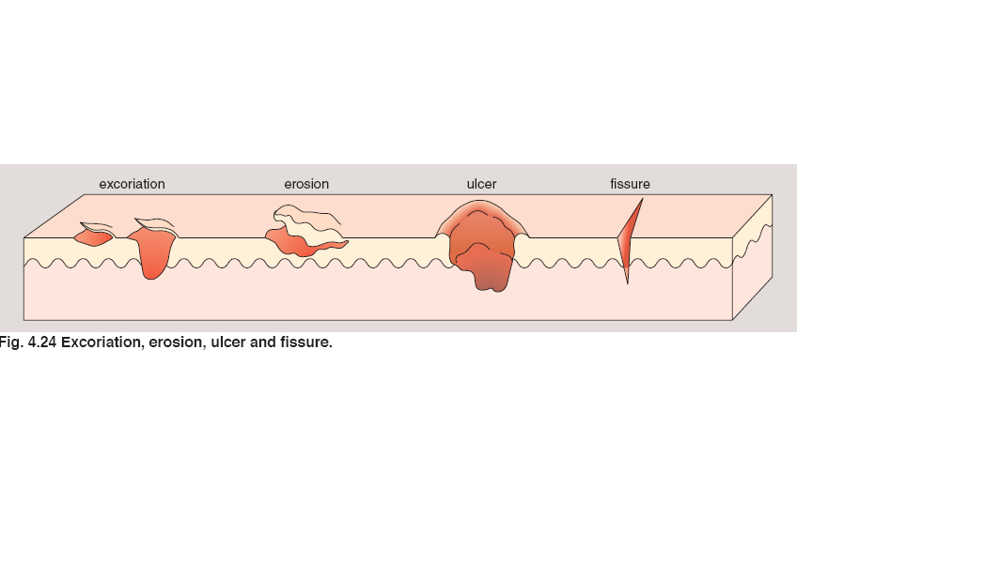 excoriation erosion ulcer fissure
Fig. 4.24 Excoriation, erosion, ulcer and fissure.